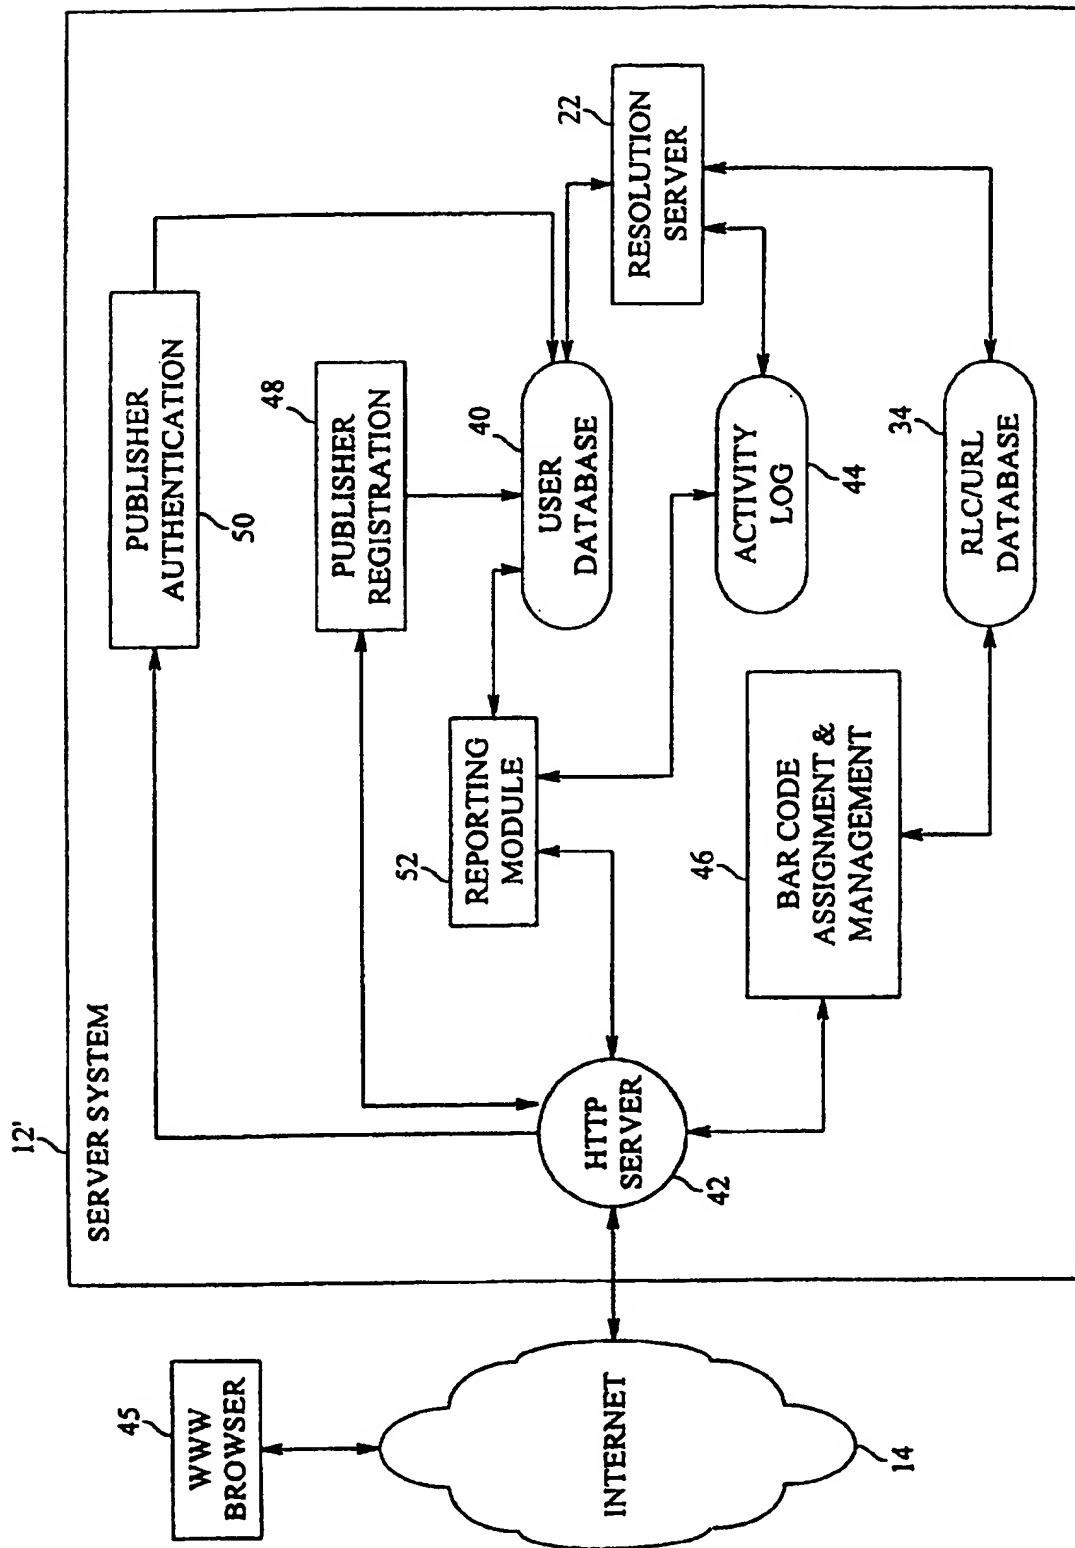 12'
SERVER SYSTEM
PUBLISHER
AUTHENTICATION
50
PUBLISHER
REGISTRATION
48
45
WWW
BROWSER
INTERNET
14
HTTP
SERVER
42
REPORTING
MODULE
52
USER
DATABASE
40
RESOLUTION
SERVER
22
ACTIVITY
LOG
44
BAR CODE
ASSIGNMENT &
MANAGEMENT
46
RLC/URL
DATABASE
34